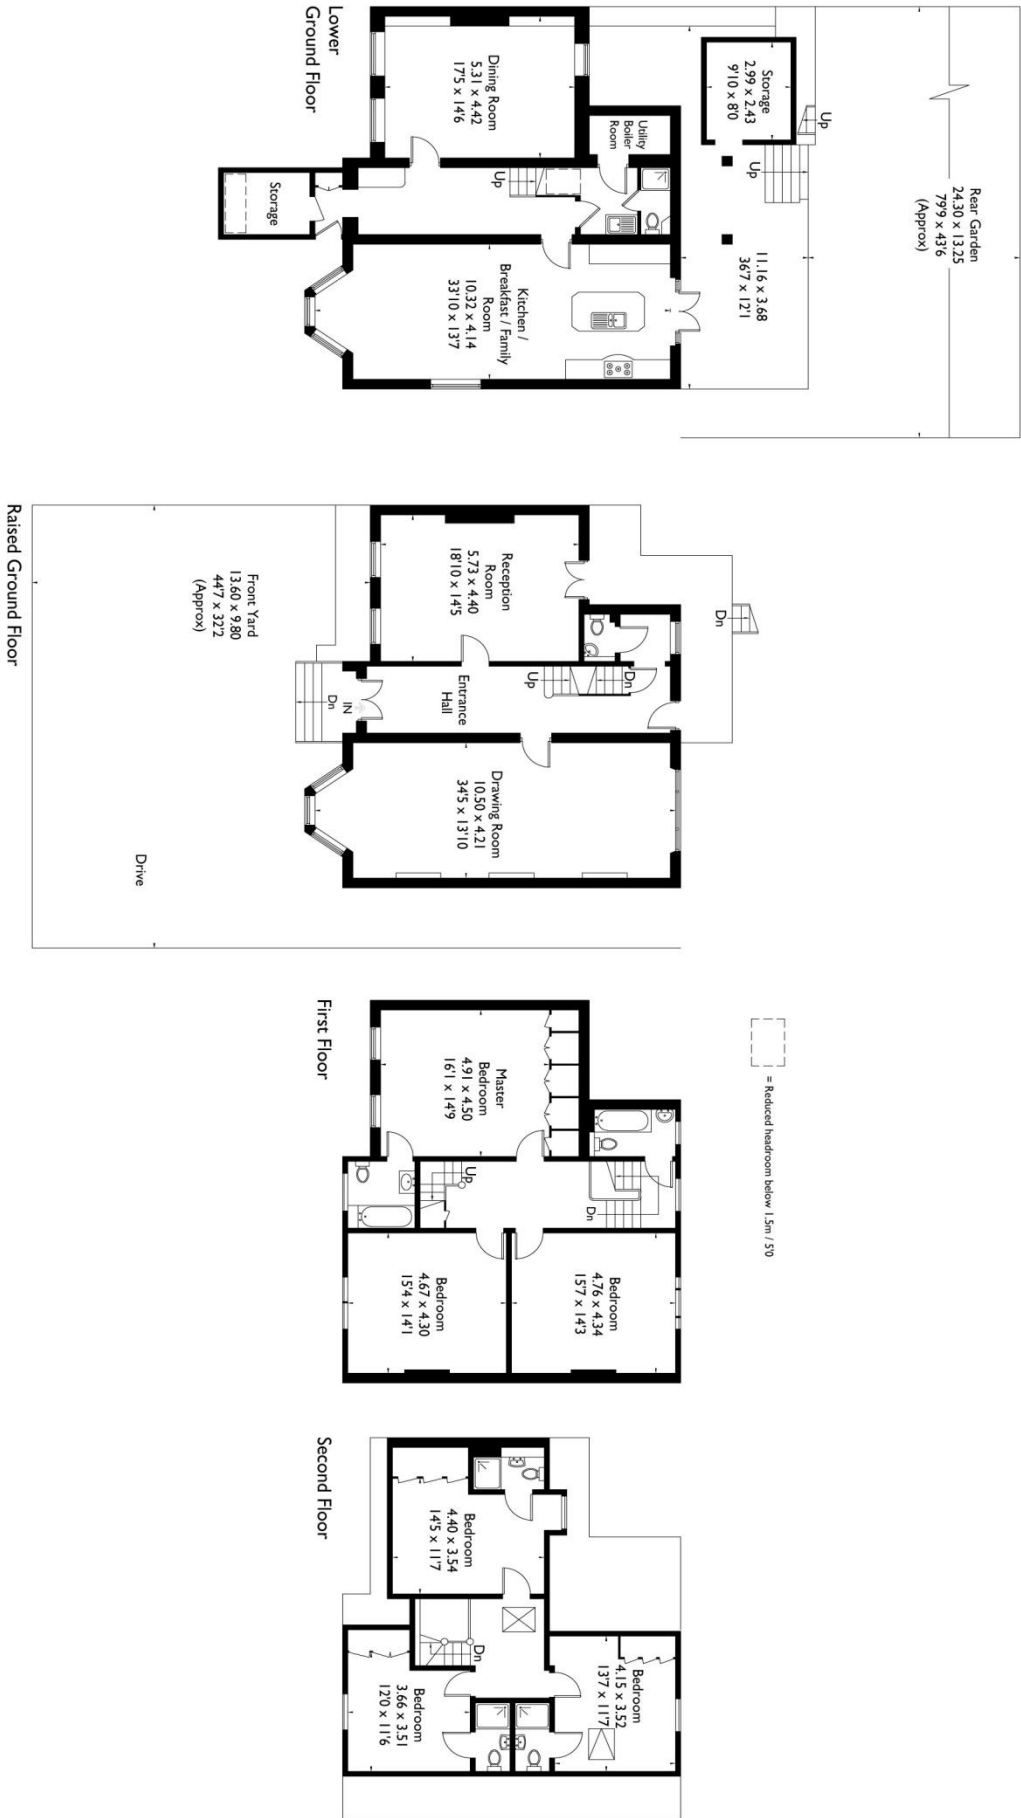 Rear Garden
24.30 x 13.25
79'9 x 43'6
(Approx)
11.16 x 3.68
36'7 x 12'1
Up
Up
Storage
2.99 x 2.43
9'10 x 8'0
Utility
Boiler
Room
Dining Room
5.31 x 4.42
17'5 x 14'6
Up
Kitchen /
Breakfast / Family
Room
10.32 x 4.14
33'10 x 13'7
Storage
Lower
Ground Floor
Dn
Reception
Room
5.73 x 4.40
18'10 x 14'5
Dn
Up
Entrance
Hall
Drawing Room
10.50 x 4.21
34'5 x 13'10
IN
Dn
Front Yard
13.60 x 9.80
44'7 x 32'2
(Approx)
Drive
Raised Ground Floor
= Reduced headroom below 1.5m / 5'0
Master
Bedroom
4.91 x 4.50
16'1 x 14'9
Dn
Up
Bedroom
4.76 x 4.34
15'7 x 14'3
Bedroom
4.67 x 4.30
15'4 x 14'1
First Floor
Bedroom
4.40 x 3.54
14'5 x 11'7
Dn
Bedroom
4.15 x 3.52
13'7 x 11'7
Bedroom
3.66 x 3.51
12'0 x 11'6
Second Floor